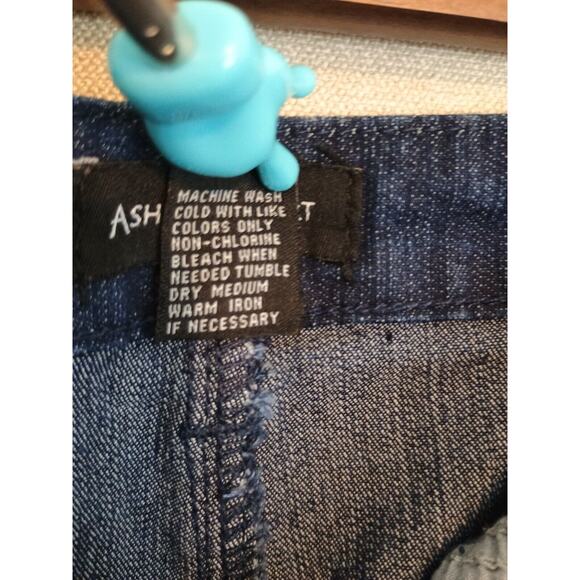 ASH
MACHINE WASH
COLD WITH LIKE
COLORS ONLY
NON-CHLORINE
BLEACH WHEN
NEEDED TUMBLE
DRY MEDIUM
WARM IRON
IF NECESSARY